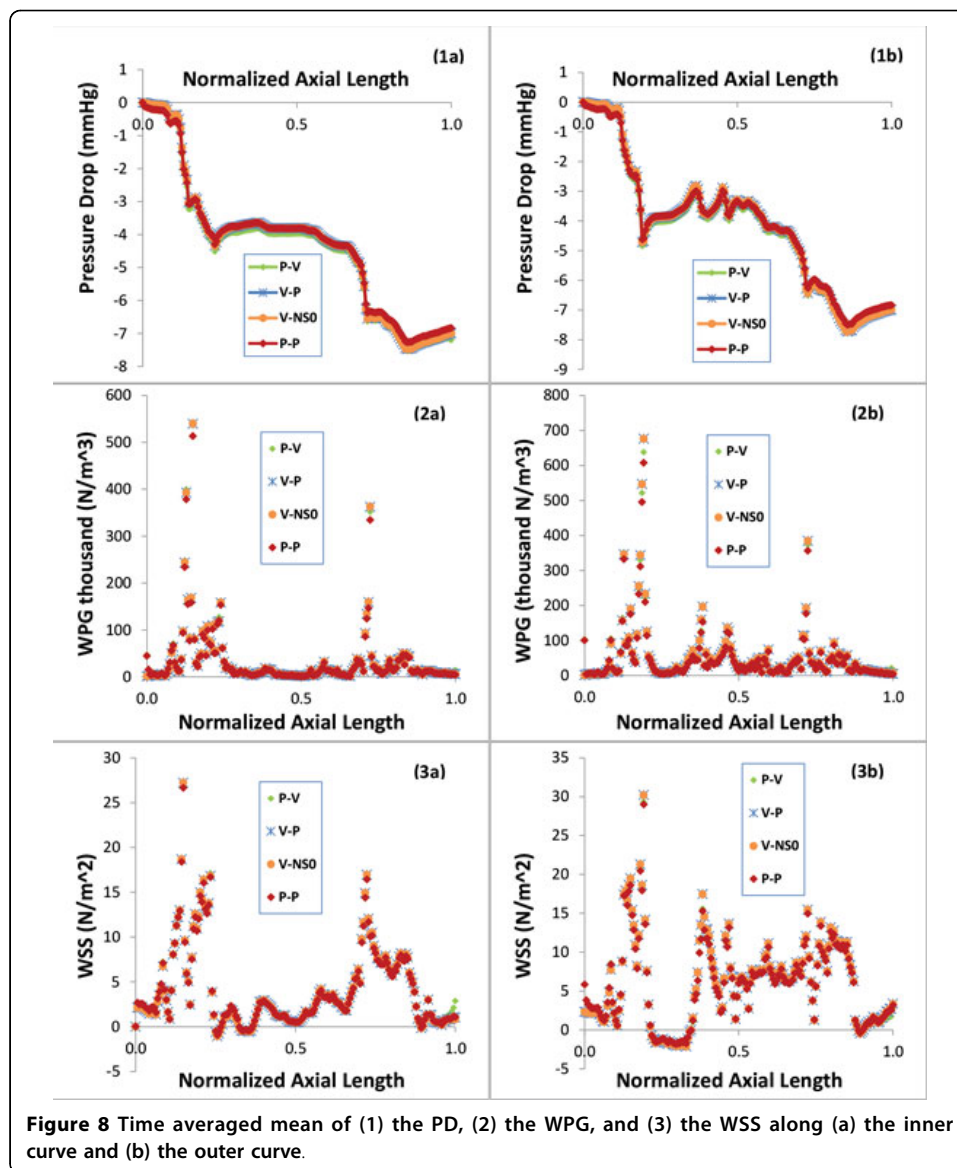 (1a)
Normalized Axial Length
1
0
-1
-2
-3
-4
-5
-6
-7
-8
0.0
0.5
1.0
Pressure Drop (mmHg)
P-V
V-P
V-NS0
P-P
(1b)
Normalized Axial Length
1
0
-1
-2
-3
-4
-5
-6
-7
-8
-9
0.0
0.5
1.0
Pressure Drop (mmHg)
P-V
V-P
V-NS0
P-P
(2a)
600
500
400
300
200
100
0
WPG thousand (N/m^3)
P-V
V-P
V-NS0
P-P
0.0
0.5
1.0
Normalized Axial Length
(2b)
800
700
600
500
400
300
200
100
0
WPG (thousand N/m^3)
P-V
V-P
V-NS0
P-P
0.0
0.5
1.0
Normalized Axial Length
(3a)
30
25
20
15
10
5
0
-5
WSS (N/m^2)
P-V
V-P
V-NS0
P-P
0.0
0.5
1.0
Normalized Axial Length
(3b)
35
30
25
20
15
10
5
0
-5
WSS (N/m^2)
P-V
V-P
V-NS0
P-P
0.0
0.5
1.0
Normalized Axial Length
Figure 8 Time averaged mean of (1) the PD, (2) the WPG, and (3) the WSS along (a) the inner
curve and (b) the outer curve.